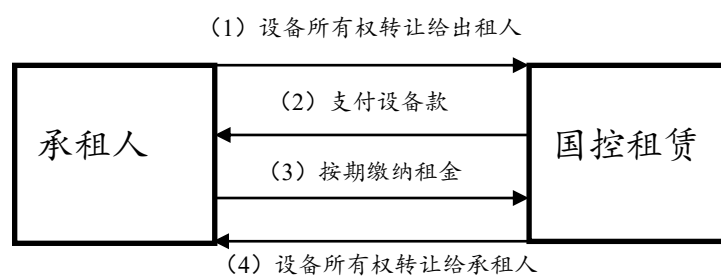 （1）设备所有权转让给出租人
（2）支付设备款
承租人
国控租赁
（3）按期缴纳租金
（4）设备所有权转让给承租人